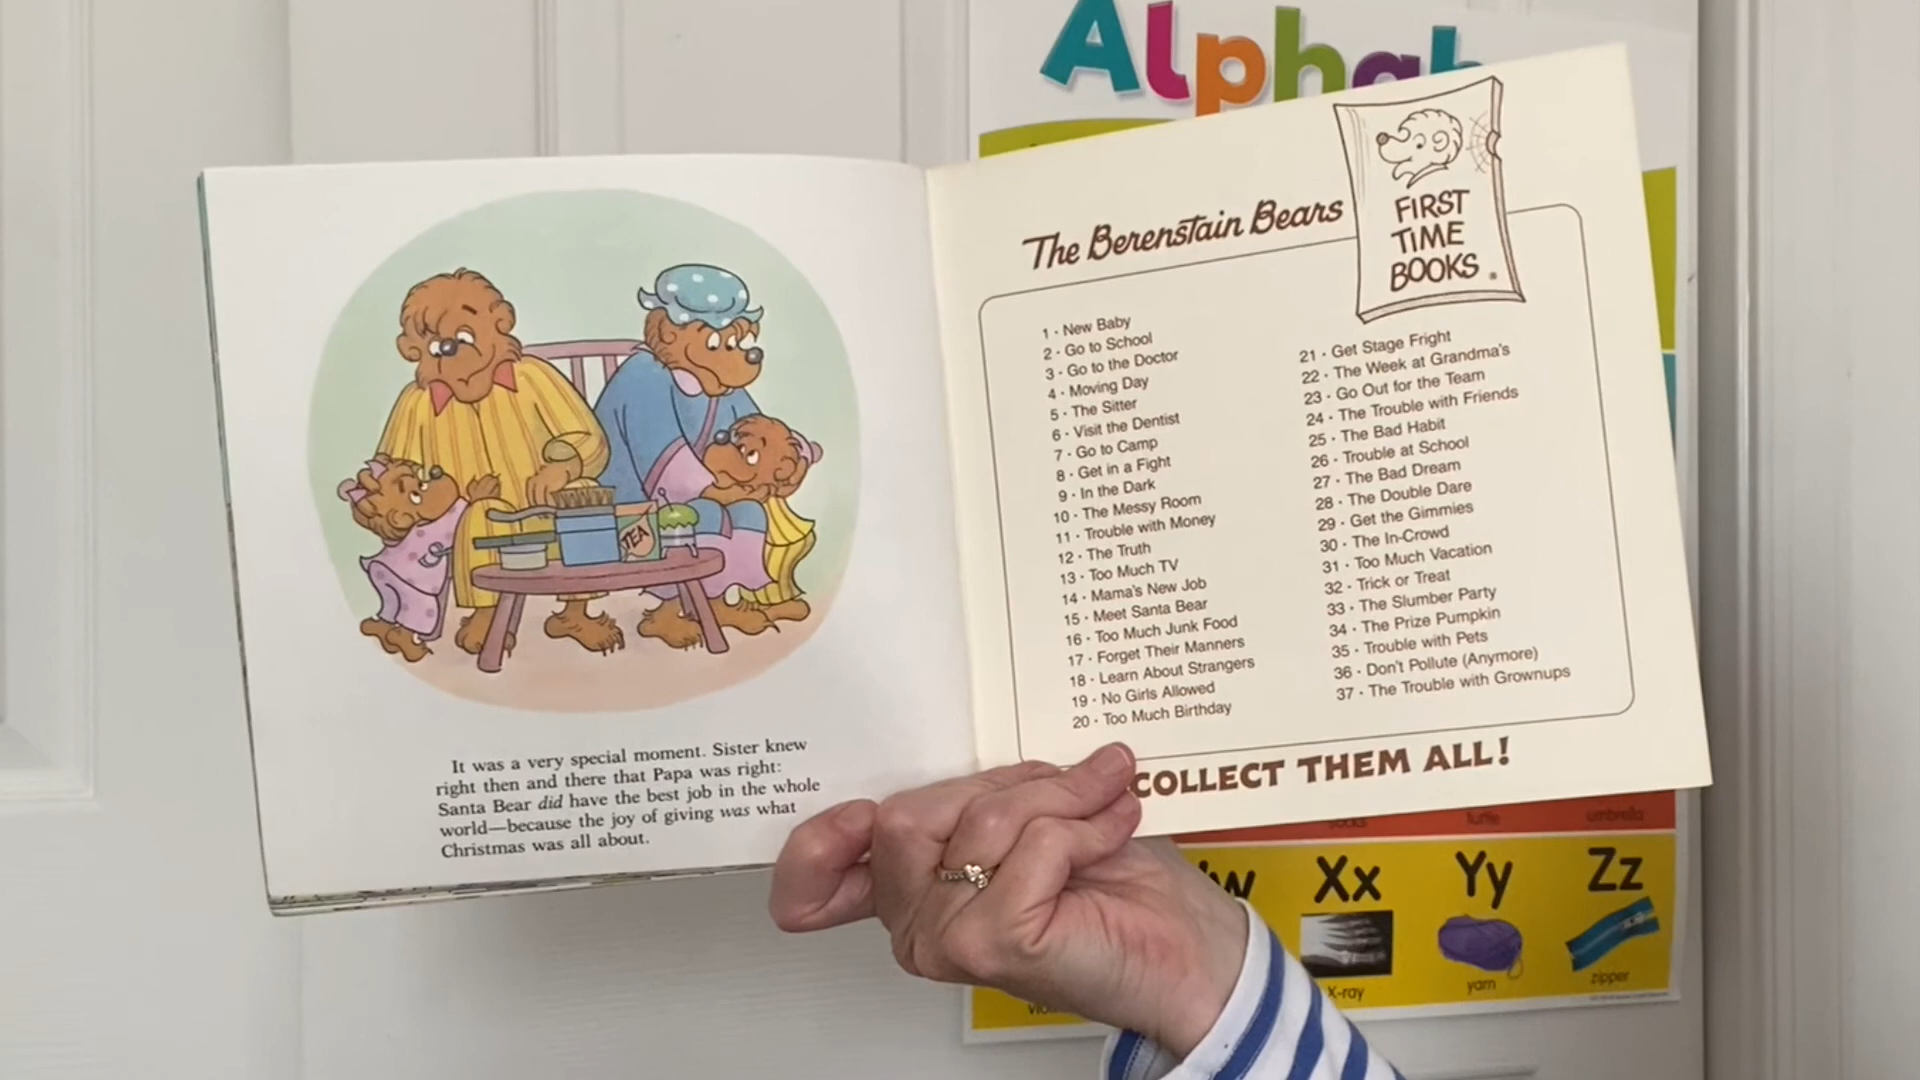 Alphab
TEA
It was a very special moment. Sister knew
right then and there that Papa was right:
Santa Bear did have the best job in the whole
world—because the joy of giving was what
Christmas was all about.
The Berenstain Bears
FIRST
TIME
BOOKS
1 · New Baby
2 · Go to School
3 · Go to the Doctor
4 · Moving Day
5 · The Sitter
6 · Visit the Dentist
7 · Go to Camp
8 · Get in a Fight
9 · In the Dark
10 · The Messy Room
11 · Trouble with Money
12 · The Truth
13 · Too Much TV
14 · Mama's New Job
15 · Meet Santa Bear
16 · Too Much Junk Food
17 · Forget Their Manners
18 · Learn About Strangers
19 · No Girls Allowed
20 · Too Much Birthday
21 · Get Stage Fright
22 · The Week at Grandma's
23 · Go Out for the Team
24 · The Trouble with Friends
25 · The Bad Habit
26 · Trouble at School
27 · The Bad Dream
28 · The Double Dare
29 · Get the Gimmies
30 · The In-Crowd
31 · Too Much Vacation
32 · Trick or Treat
33 · The Slumber Party
34 · The Prize Pumpkin
35 · Trouble with Pets
36 · Don't Pollute (Anymore)
37 · The Trouble with Grownups
COLLECT THEM ALL!
turtle umbrella
w Xx Yy Zz
X-ray yarn zipper